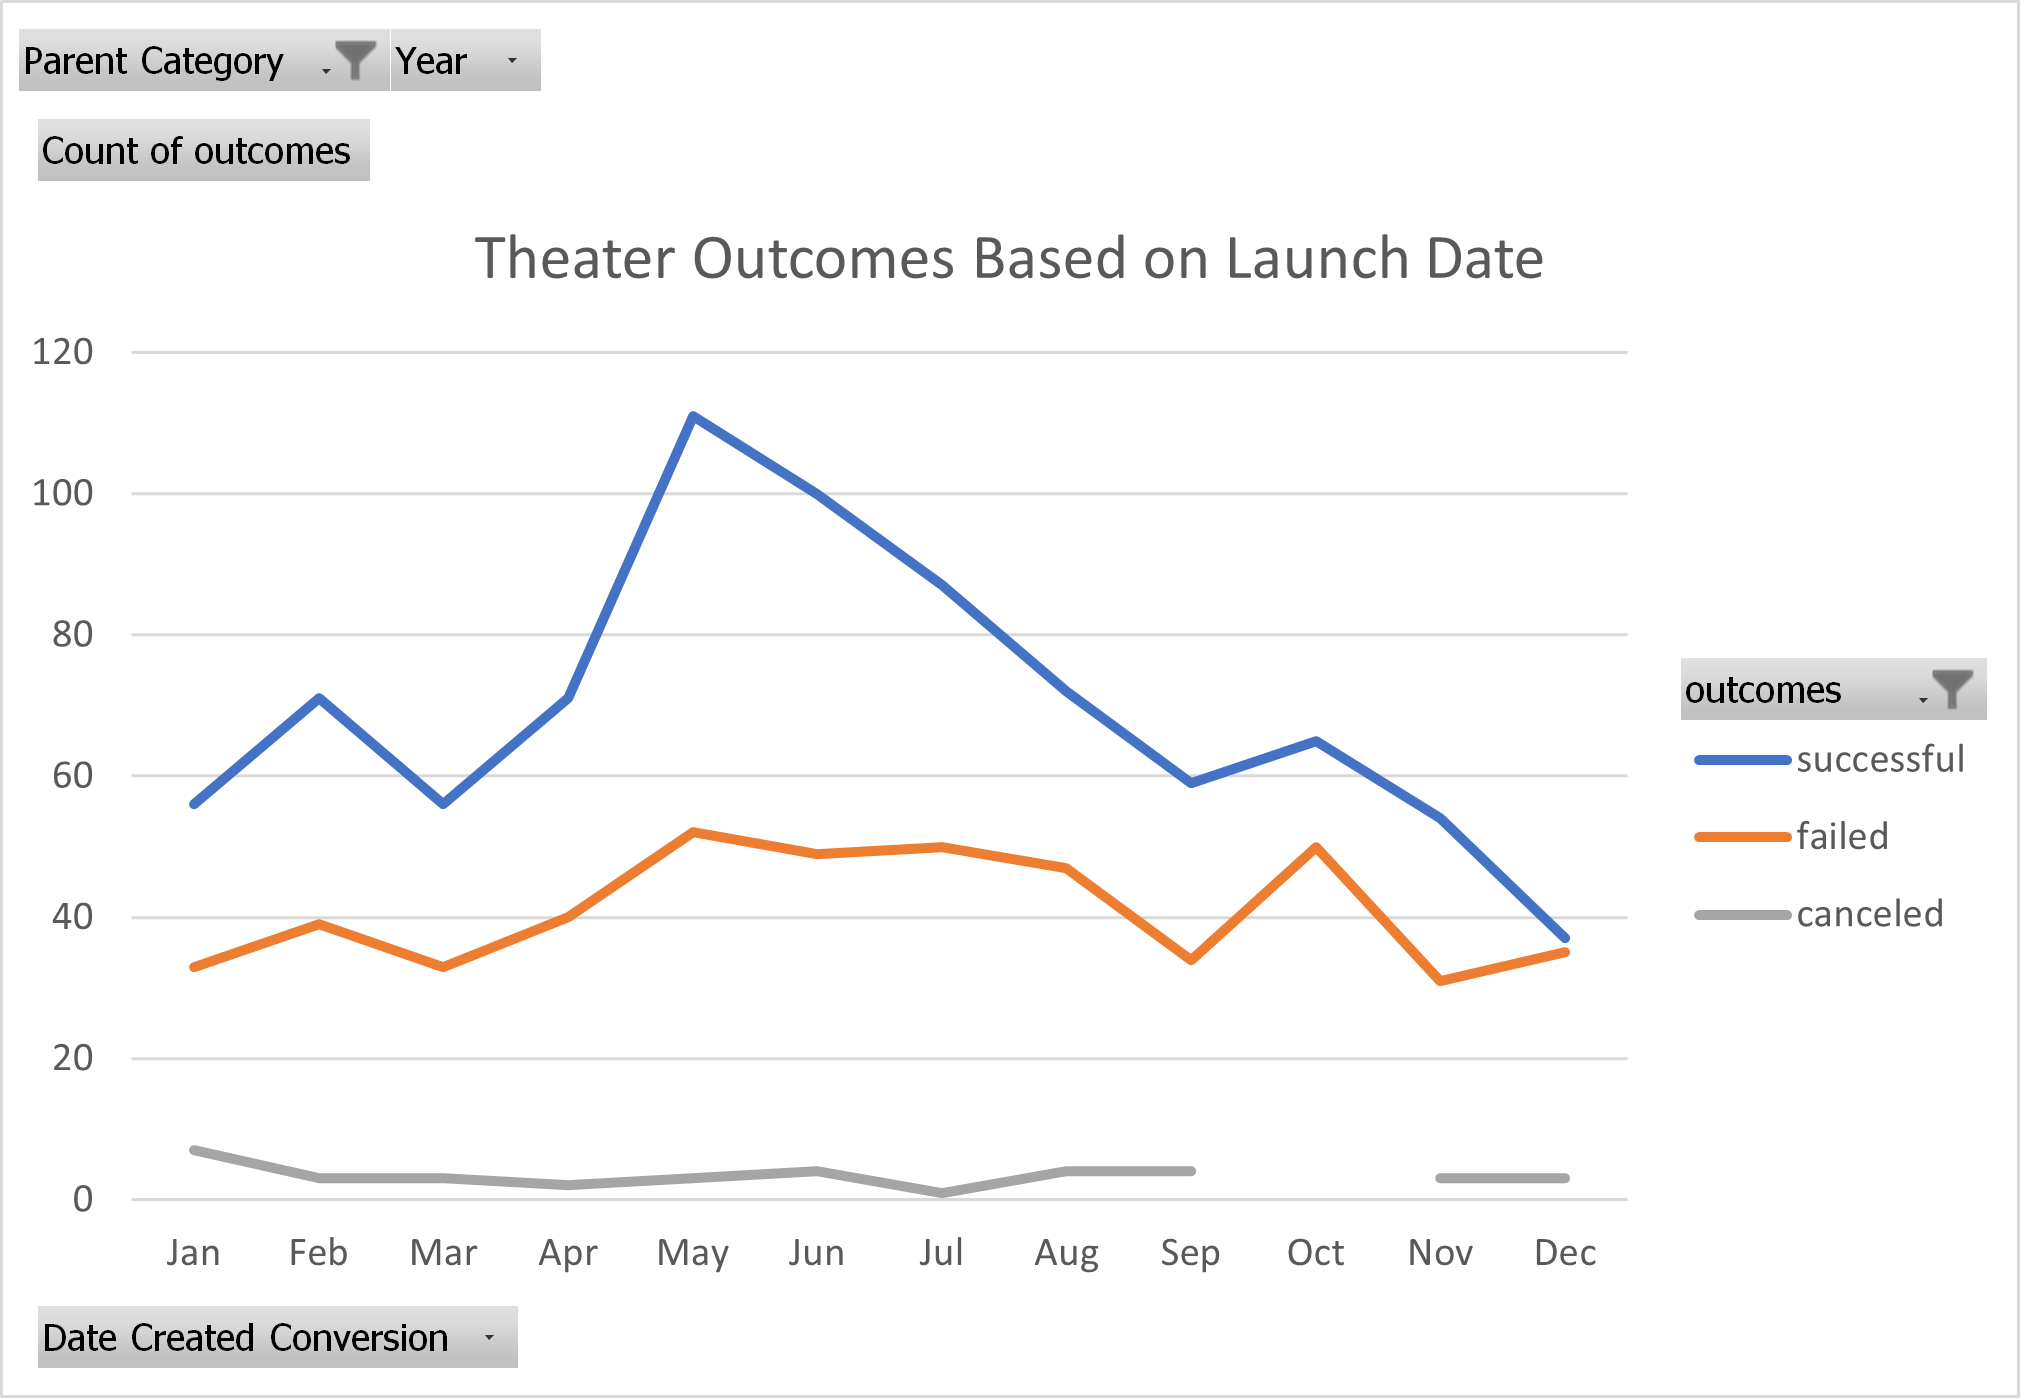 Parent Category Year
Count of outcomes
Theater Outcomes Based on Launch Date
120
100
80
60
40
20
0
Jan Feb Mar Apr May Jun Jul Aug Sep Oct Nov Dec
outcomes
successful
failed
canceled
Date Created Conversion